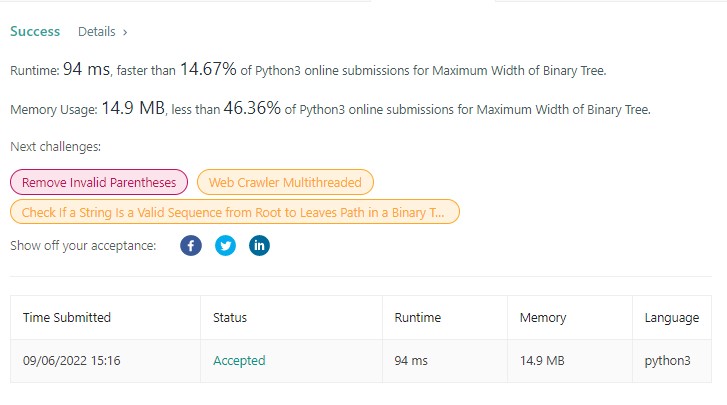 Success Details >
Runtime: 94 ms, faster than 14.67% of Python3 online submissions for Maximum Width of Binary Tree.
Memory Usage: 14.9 MB, less than 46.36% of Python3 online submissions for Maximum Width of Binary Tree.
Next challenges:
Remove Invalid Parentheses Web Crawler Multithreaded
Check If a String Is a Valid Sequence from Root to Leaves Path in a Binary T...
Show off your acceptance: f in
Time Submitted Status Runtime Memory Language
09/06/2022 15:16 Accepted 94 ms 14.9 MB python3